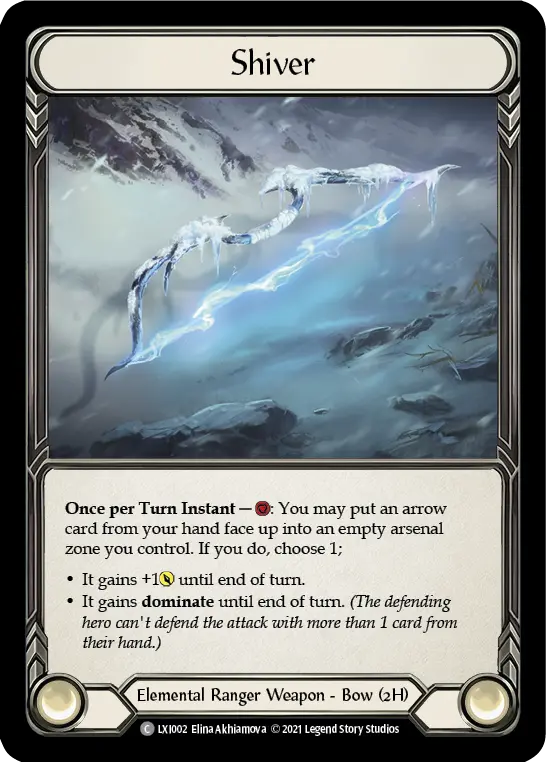 Shiver
Once per Turn Instant — : You may put an arrow
card from your hand face up into an empty arsenal
zone you control. If you do, choose 1;
• It gains +1 until end of turn.
• It gains dominate until end of turn. (The defending
hero can't defend the attack with more than 1 card from
their hand.)
Elemental Ranger Weapon - Bow (2H)
C LXI002 Elina Akhiamova © 2021 Legend Story Studios